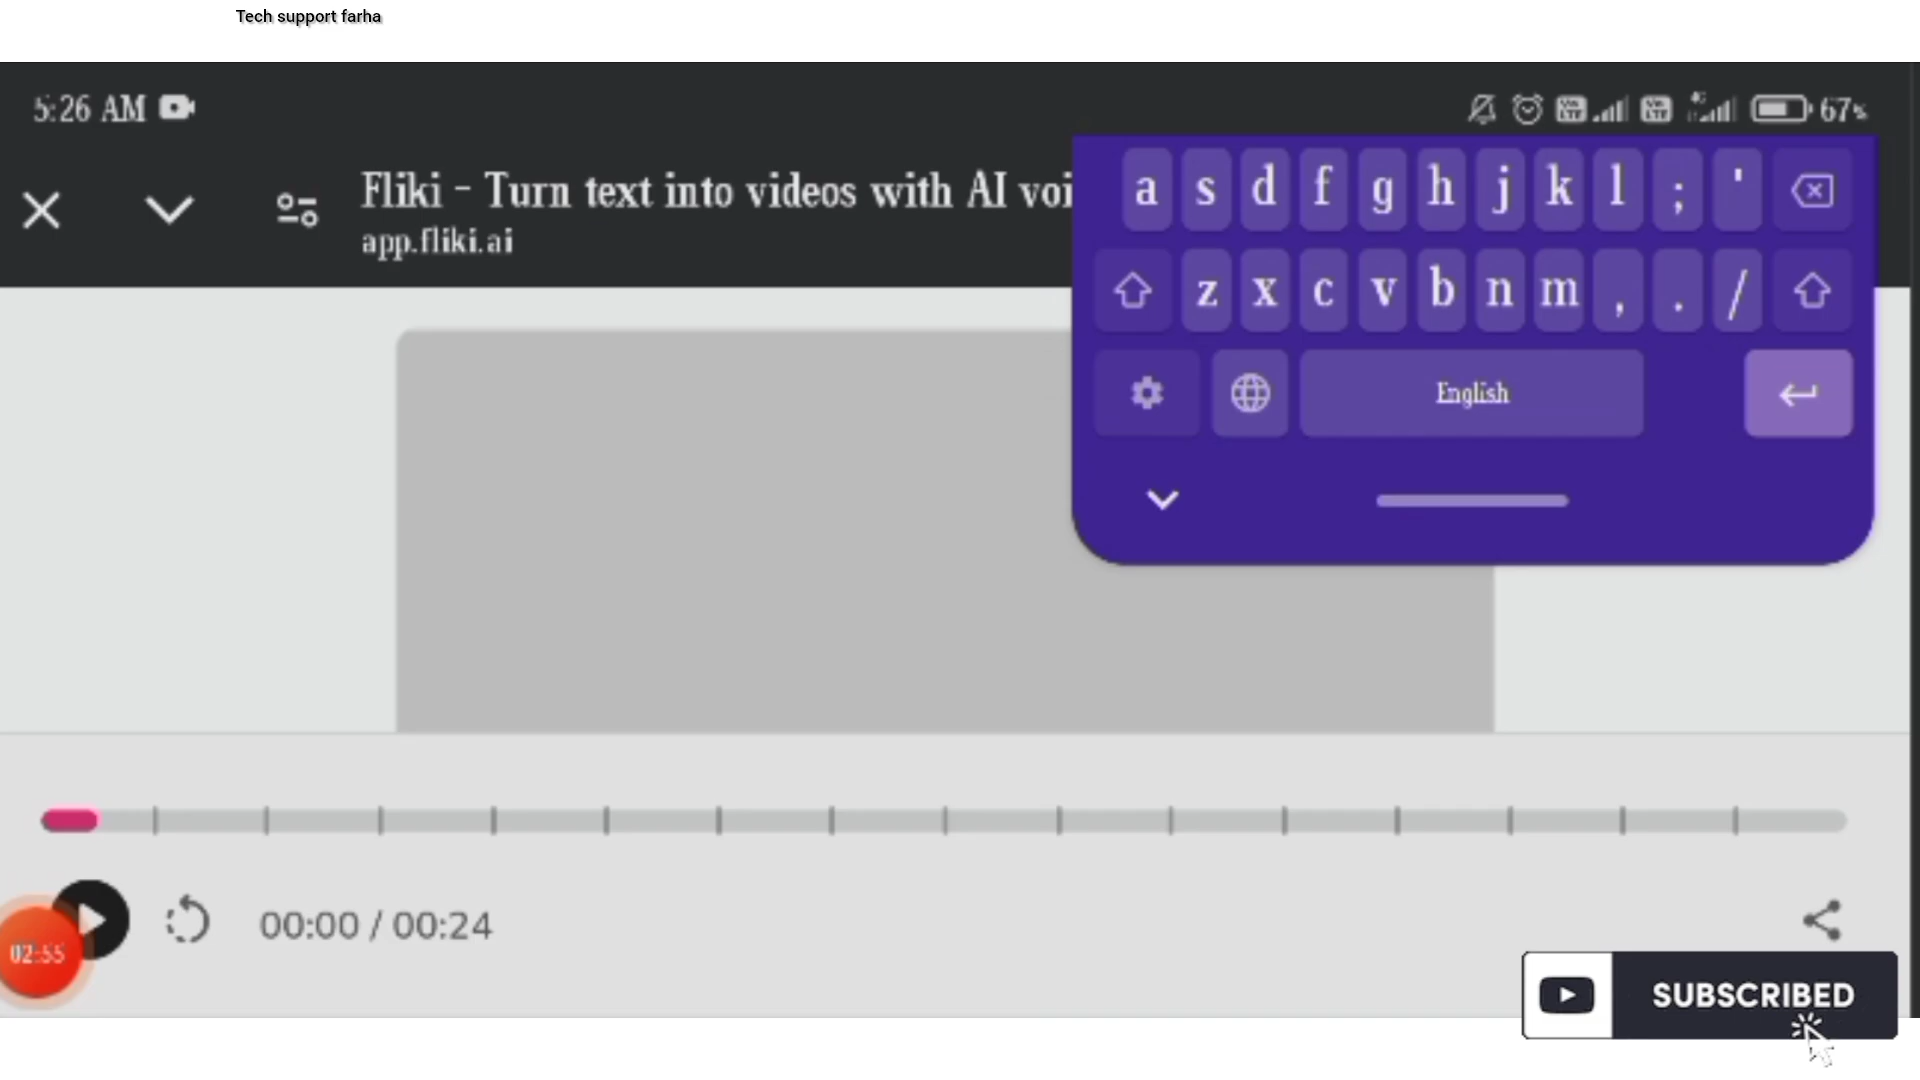 Tech support farha
5:26 AM
67%
Fliki - Turn text into videos with AI voi
app.fliki.ai
a s d f g h j k l ; '
z x c v b n m , . /
English
00:00 / 00:24
02:55
SUBSCRIBED